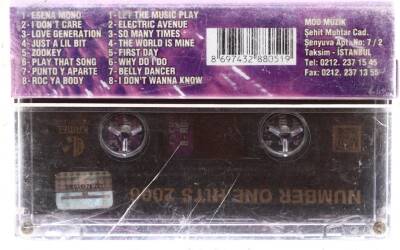 1- ESENA MONO
2- I DON'T CARE
3- LOVE GENERATION
4- JUST A LIL BIT
5- ZOOKEY
6- PLAY THAT SONG
7- PUNTO Y APARTE
8- ROC YA BODY
1- LET THE MUSIC PLAY
2- ELECTRIC AVENUE
3- SO MANY TIMES
4- THE WORLD IS MINE
5- FIRST DAY
6- WHY DO I DO
7- BELLY DANCER
8- I DON'T WANNA KNOW
8 697432 880519
MOD MÜZİK
Şehit Muhtar Cad.
Şenyuva Apt. No: 7 / 2
Taksim - İSTANBUL
Tel: 0212. 237 15 45
Fax: 0212. 237 13 55
NUMBER ONE HITS 2006